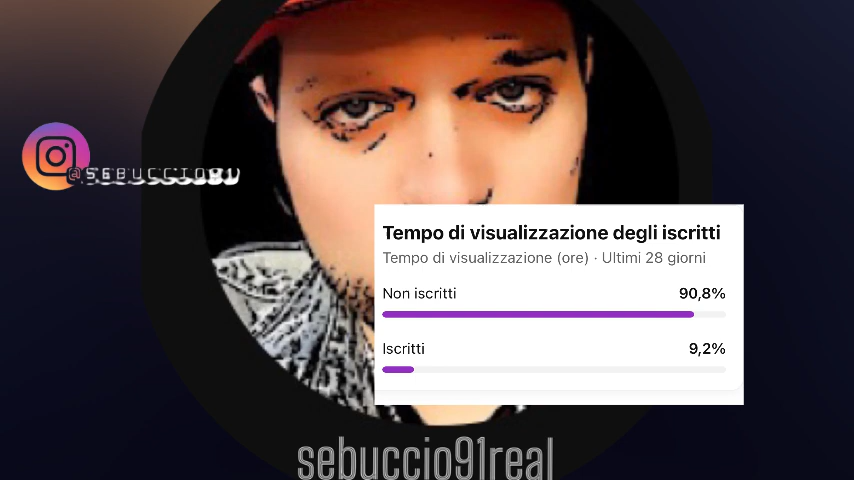 @SEBUCCIO91
Tempo di visualizzazione degli iscritti
Tempo di visualizzazione (ore) · Ultimi 28 giorni
Non iscritti 90,8%
Iscritti 9,2%
sebuccio91real